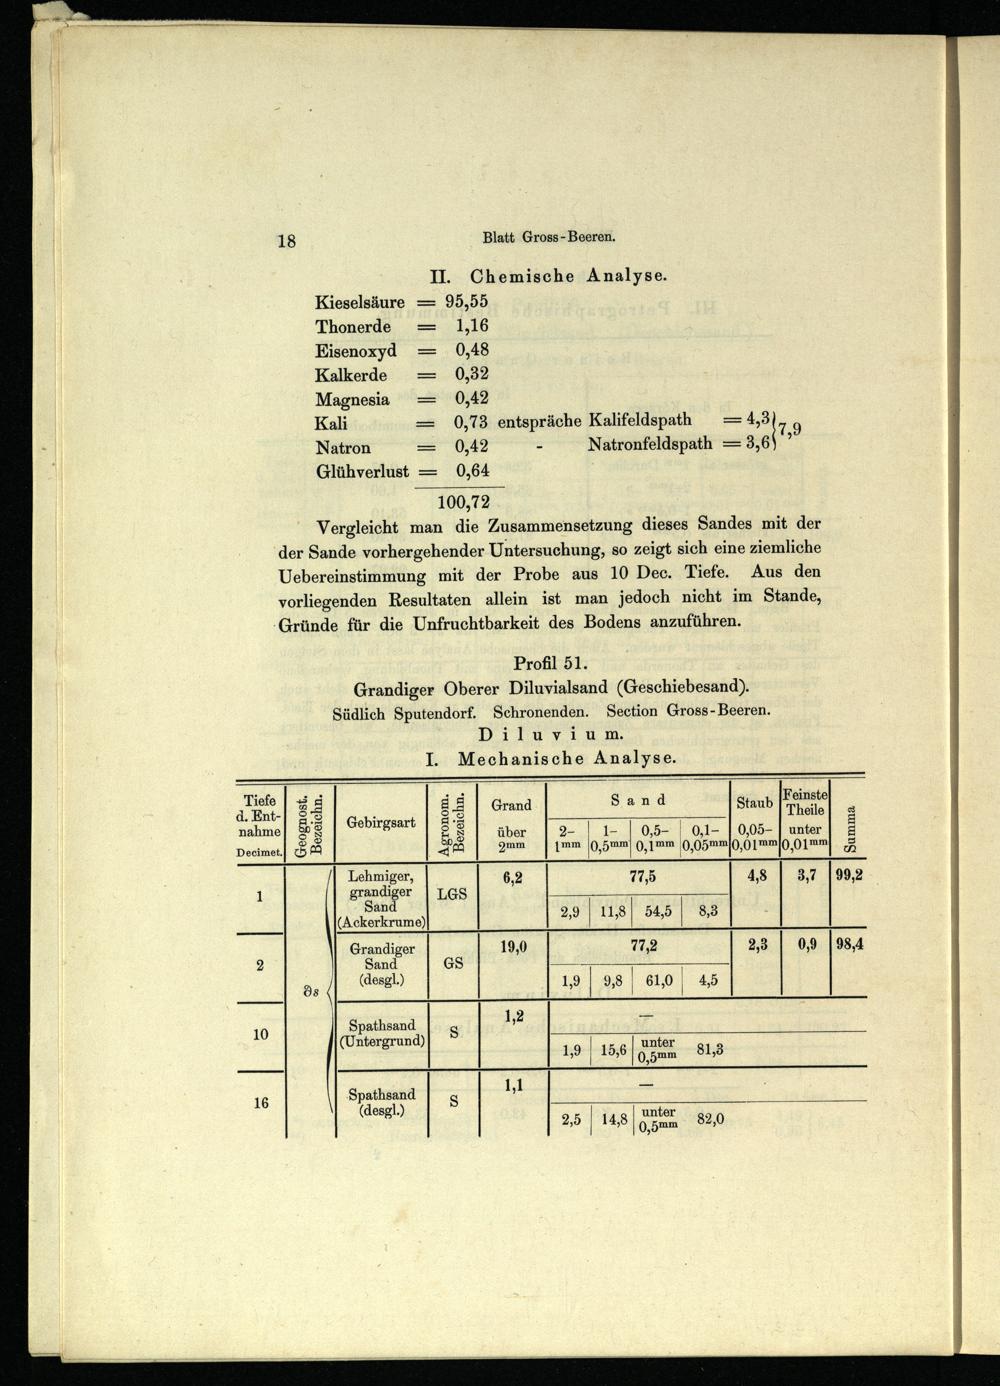 18
Blatt Gross-Beeren.
II. Chemische Analyse.
Kieselsäure = 95,55
Thonerde = 1,16
Eisenoxyd = 0,48
Kalkerde = 0,32
Magnesia = 0,42
Kali = 0,73 entspräche Kalifeldspath = 4,3 } 7,9
Natron = 0,42 - Natronfeldspath = 3,6 }
Glühverlust = 0,64
100,72
Vergleicht man die Zusammensetzung dieses Sandes mit der
der Sande vorhergehender Untersuchung, so zeigt sich eine ziemliche
Uebereinstimmung mit der Probe aus 10 Dec. Tiefe. Aus den
vorliegenden Resultaten allein ist man jedoch nicht im Stande,
Gründe für die Unfruchtbarkeit des Bodens anzuführen.
Profil 51.
Grandiger Oberer Diluvialsand (Geschiebesand).
Südlich Sputendorf. Schronenden. Section Gross-Beeren.
Diluvium.
I. Mechanische Analyse.
Tiefe
d. Ent-
nahme
Decimet.
Geognost.
Bezeichn.
Gebirgsart
Agronom.
Bezeichn.
Grand
über
2mm
Sand
2- 1- 0,5- 0,1-
1mm 0,5mm 0,1mm 0,05mm
Staub
0,05-
0,01mm
Feinste
Theile
unter
0,01mm
Summa
1
Lehmiger,
grandiger
Sand
(Ackerkrume)
LGS
6,2
77,5
4,8
3,7
99,2
2,9 11,8 54,5 8,3
2
Grandiger
Sand
(desgl.)
GS
19,0
77,2
2,3
0,9
98,4
1,9 9,8 61,0 4,5
∂s
10
Spathsand
(Untergrund)
S
1,2
—
1,9 15,6 unter
0,5mm 81,3
16
Spathsand
(desgl.)
S
1,1
—
2,5 14,8 unter
0,5mm 82,0